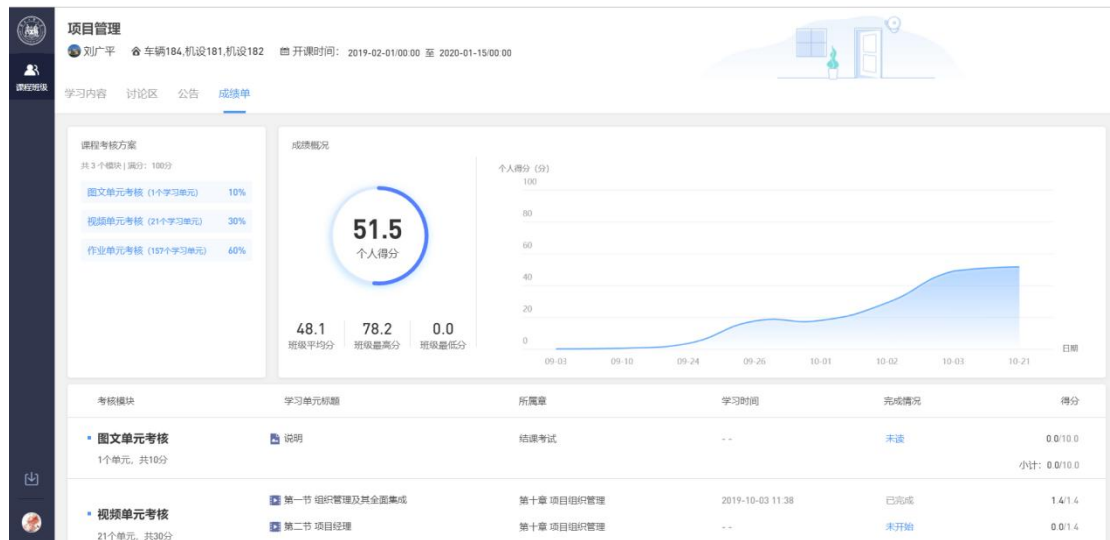 项目管理
刘广平 车辆184,机设181,机设182 开课时间： 2019-02-01/00:00 至 2020-01-15/00:00
课程班级
学习内容 讨论区 公告 成绩单
课程考核方案
共 3 个模块 | 满分：100分
图文单元考核 (1个学习单元) 10%
视频单元考核 (21个学习单元) 30%
作业单元考核 (157个学习单元) 60%
成绩概况
51.5
个人得分
48.1 78.2 0.0
班级平均分 班级最高分 班级最低分
个人得分 (分)
100
80
60
40
20
0
09-03 09-10 09-24 09-26 10-01 10-02 10-03 10-21
日期
考核模块 学习单元标题 所属章 学习时间 完成情况 得分
图文单元考核 说明 结课考试 - - 未读 0.0/10.0
1个单元，共10分
小计：0.0/10.0
第一节 组织管理及其全面集成 第十章 项目组织管理 2019-10-03 11:38 已完成 1.4/1.4
视频单元考核
第二节 项目经理 第十章 项目组织管理 - - 未开始 0.0/1.4
21个单元，共30分